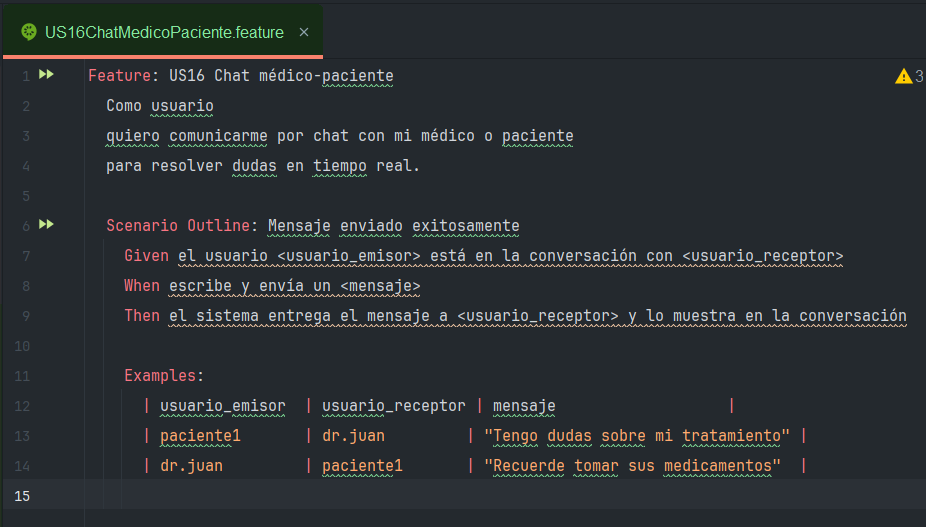 US16ChatMedicoPaciente.feature ×
1 Feature: US16 Chat médico-paciente 3
2 Como usuario
3 quiero comunicarme por chat con mi médico o paciente
4 para resolver dudas en tiempo real.
5
6 Scenario Outline: Mensaje enviado exitosamente
7 Given el usuario <usuario_emisor> está en la conversación con <usuario_receptor>
8 When escribe y envía un <mensaje>
9 Then el sistema entrega el mensaje a <usuario_receptor> y lo muestra en la conversación
10
11 Examples:
12 | usuario_emisor | usuario_receptor | mensaje |
13 | paciente1 | dr.juan | "Tengo dudas sobre mi tratamiento" |
14 | dr.juan | paciente1 | "Recuerde tomar sus medicamentos" |
15